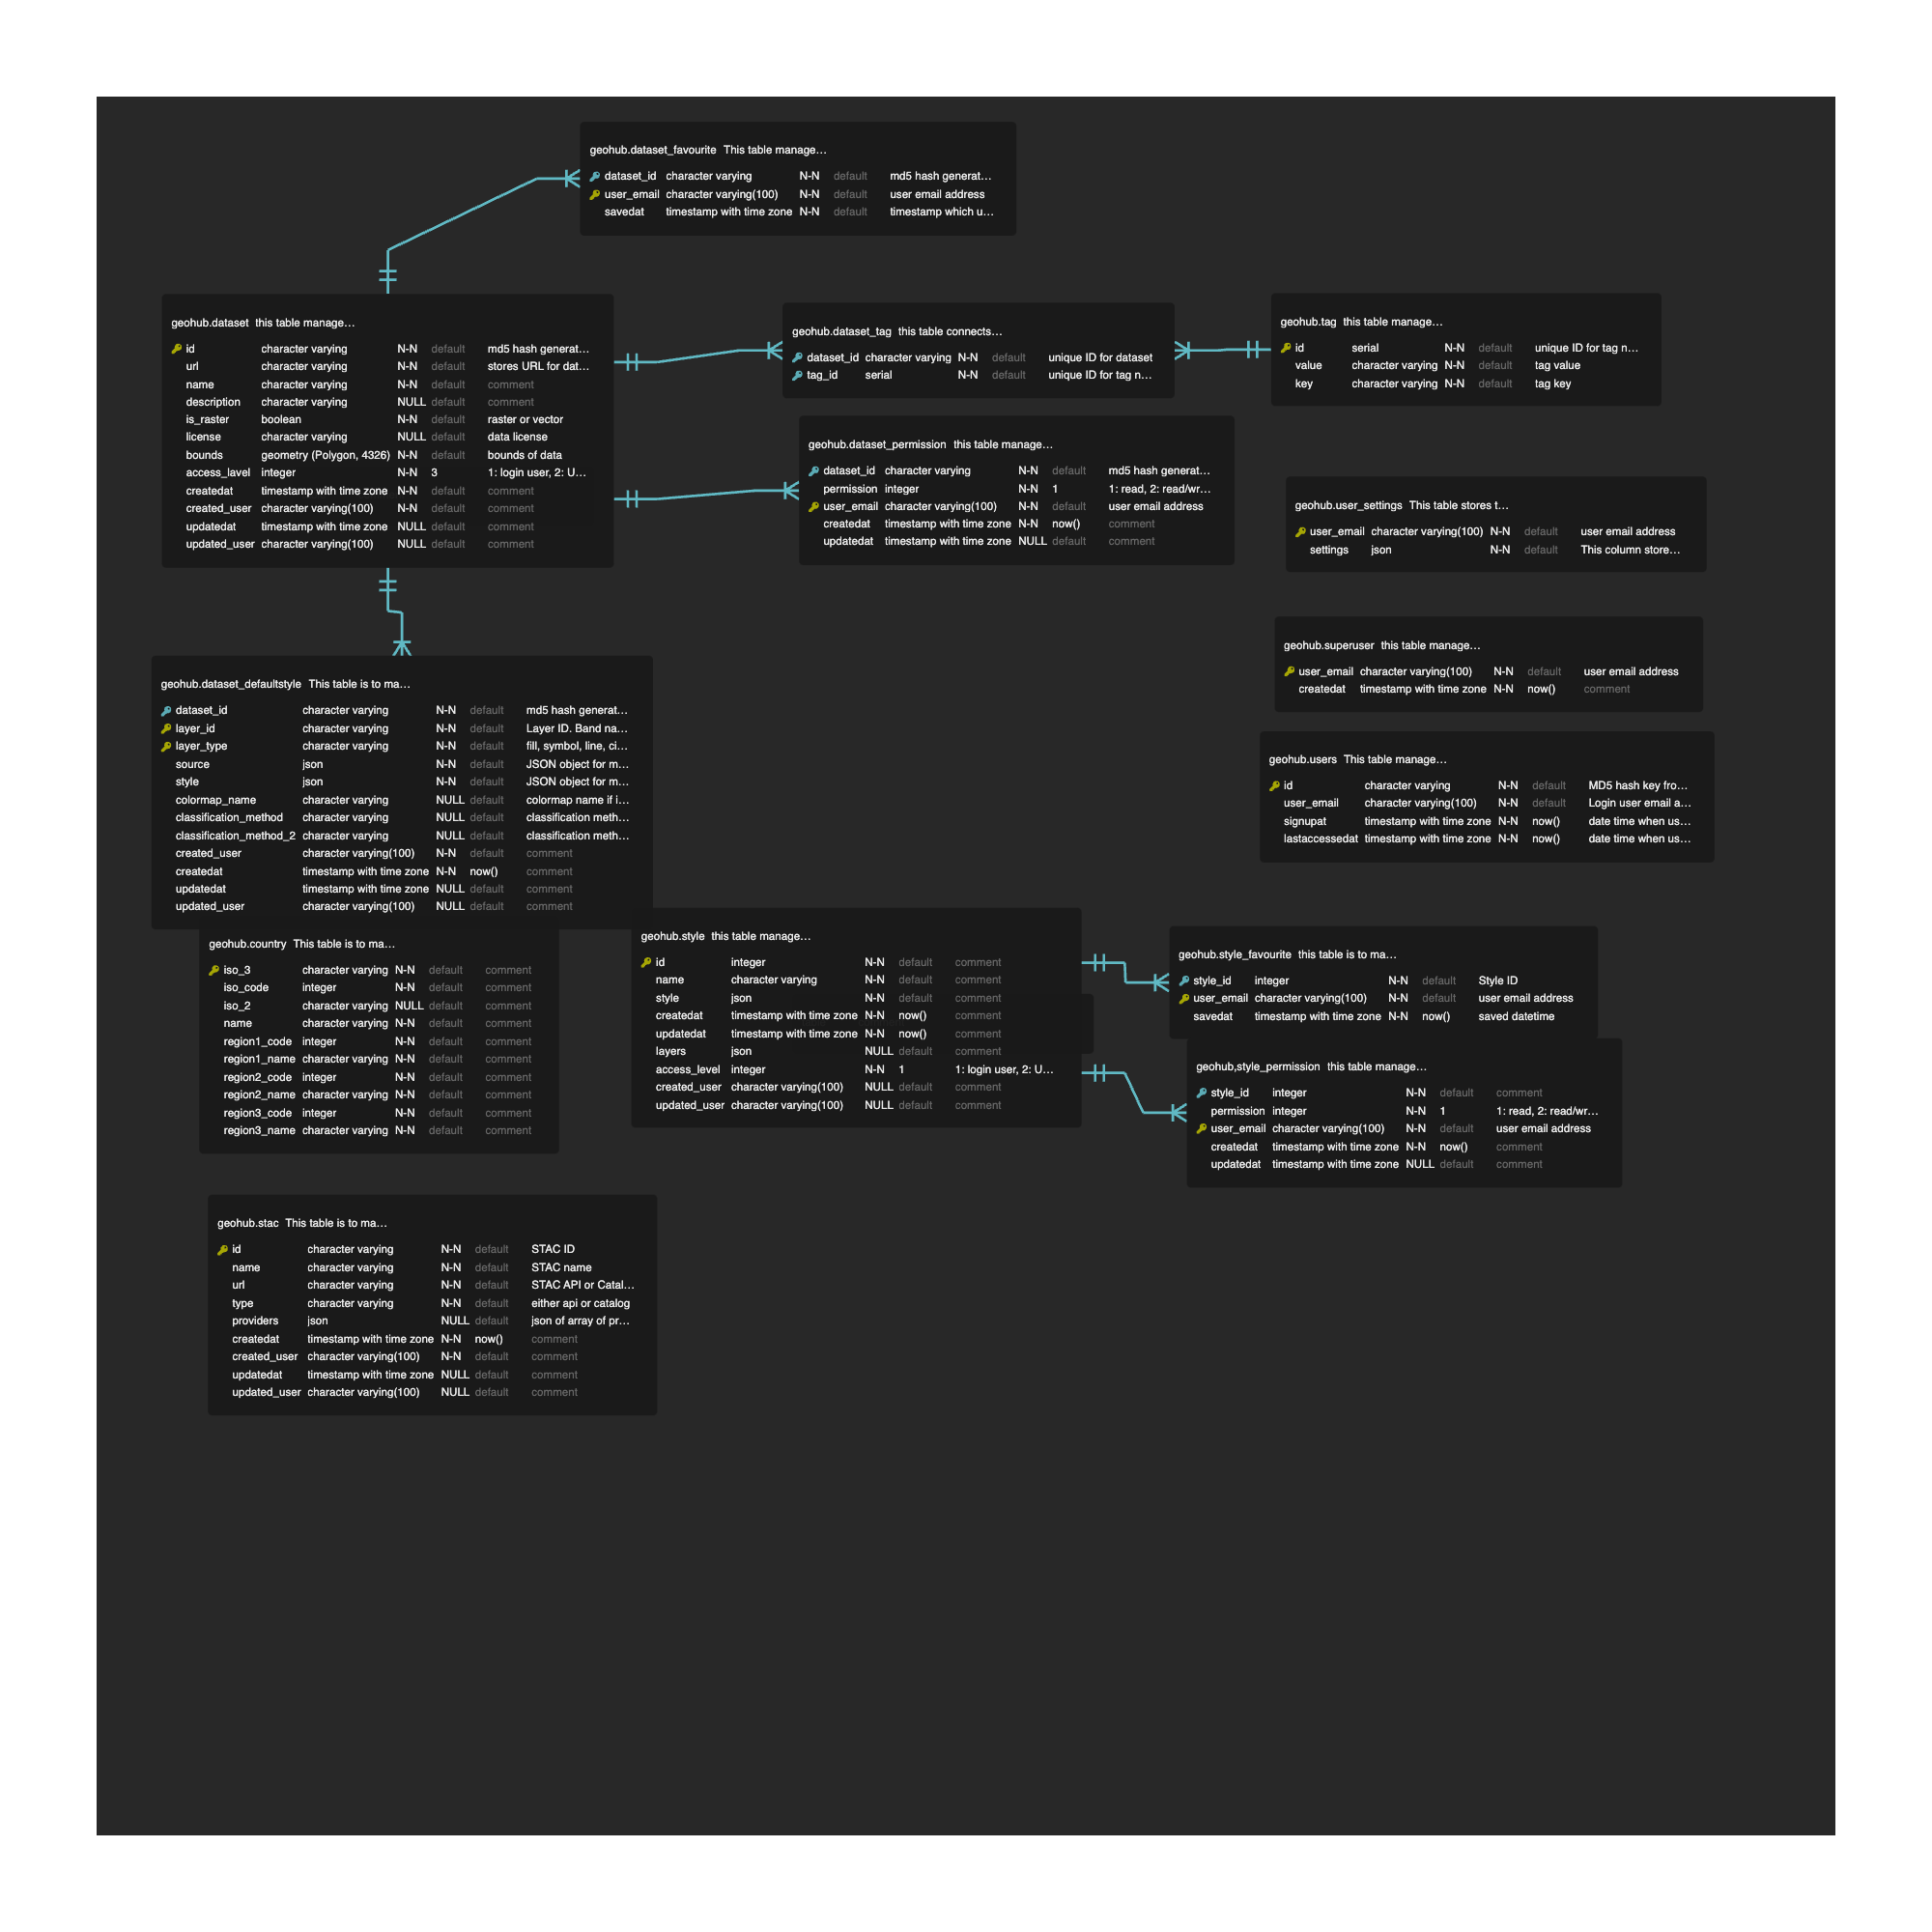 geohub.dataset_favourite This table manage...
dataset_id character varying N-N default md5 hash generat...
user_email character varying(100) N-N default user email address
savedat timestamp with time zone N-N default timestamp which u...
geohub.dataset this table manage...
id character varying N-N default md5 hash generat...
url character varying N-N default stores URL for dat...
name character varying N-N default comment
description character varying NULL default comment
is_raster boolean N-N default raster or vector
license character varying NULL default data license
bounds geometry (Polygon, 4326) N-N default bounds of data
access_lavel integer N-N 3 1: login user, 2: U...
createdat timestamp with time zone N-N default comment
created_user character varying(100) N-N default comment
updatedat timestamp with time zone NULL default comment
updated_user character varying(100) NULL default comment
geohub.dataset_tag this table connects...
dataset_id character varying N-N default unique ID for dataset
tag_id serial N-N default unique ID for tag n...
geohub.tag this table manage...
id serial N-N default unique ID for tag n...
value character varying N-N default tag value
key character varying N-N default tag key
geohub.dataset_permission this table manage...
dataset_id character varying N-N default md5 hash generat...
permission integer N-N 1 1: read, 2: read/wr...
user_email character varying(100) N-N default user email address
createdat timestamp with time zone N-N now() comment
updatedat timestamp with time zone NULL default comment
geohub.user_settings This table stores t...
user_email character varying(100) N-N default user email address
settings json N-N default This column store...
geohub.superuser this table manage...
user_email character varying(100) N-N default user email address
createdat timestamp with time zone N-N now() comment
geohub.users This table manage...
id character varying N-N default MD5 hash key fro...
user_email character varying(100) N-N default Login user email a...
signupat timestamp with time zone N-N now() date time when us...
lastaccessedat timestamp with time zone N-N now() date time when us...
geohub.dataset_defaultstyle This table is to ma...
dataset_id character varying N-N default md5 hash generat...
layer_id character varying N-N default Layer ID. Band na...
layer_type character varying N-N default fill, symbol, line, ci...
source json N-N default JSON object for m...
style json N-N default JSON object for m...
colormap_name character varying NULL default colormap name if i...
classification_method character varying NULL default classification meth...
classification_method_2 character varying NULL default classification meth...
created_user character varying(100) N-N default comment
createdat timestamp with time zone N-N now() comment
updatedat timestamp with time zone NULL default comment
updated_user character varying(100) NULL default comment
geohub.country This table is to ma...
iso_3 character varying N-N default comment
iso_code integer N-N default comment
iso_2 character varying NULL default comment
name character varying N-N default comment
region1_code integer N-N default comment
region1_name character varying N-N default comment
region2_code integer N-N default comment
region2_name character varying N-N default comment
region3_code integer N-N default comment
region3_name character varying N-N default comment
geohub.style this table manage...
id integer N-N default comment
name character varying N-N default comment
style json N-N default comment
createdat timestamp with time zone N-N now() comment
updatedat timestamp with time zone N-N now() comment
layers json NULL default comment
access_level integer N-N 1 1: login user, 2: U...
created_user character varying(100) NULL default comment
updated_user character varying(100) NULL default comment
geohub.style_favourite this table is to ma...
style_id integer N-N default Style ID
user_email character varying(100) N-N default user email address
savedat timestamp with time zone N-N now() saved datetime
geohub,style_permission this table manage...
style_id integer N-N default comment
permission integer N-N 1 1: read, 2: read/wr...
user_email character varying(100) N-N default user email address
createdat timestamp with time zone N-N now() comment
updatedat timestamp with time zone NULL default comment
geohub.stac This table is to ma...
id character varying N-N default STAC ID
name character varying N-N default STAC name
url character varying N-N default STAC API or Catal...
type character varying N-N default either api or catalog
providers json NULL default json of array of pr...
createdat timestamp with time zone N-N now() comment
created_user character varying(100) N-N default comment
updatedat timestamp with time zone NULL default comment
updated_user character varying(100) NULL default comment